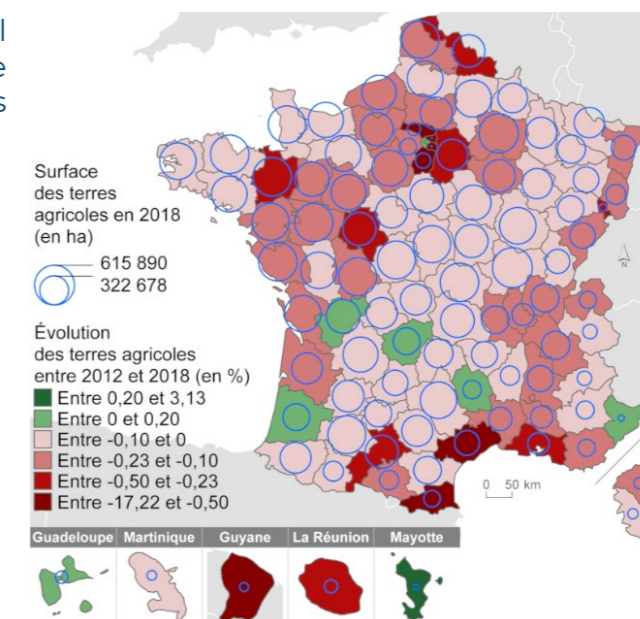 l
e
s
Surface
des terres
agricoles en 2018
(en ha)
615 890
322 678
Évolution
des terres agricoles
entre 2012 et 2018 (en %)
Entre 0,20 et 3,13
Entre 0 et 0,20
Entre -0,10 et 0
Entre -0,23 et -0,10
Entre -0,50 et -0,23
Entre -17,22 et -0,50
N
0 50 km
Guadeloupe Martinique Guyane La Réunion Mayotte